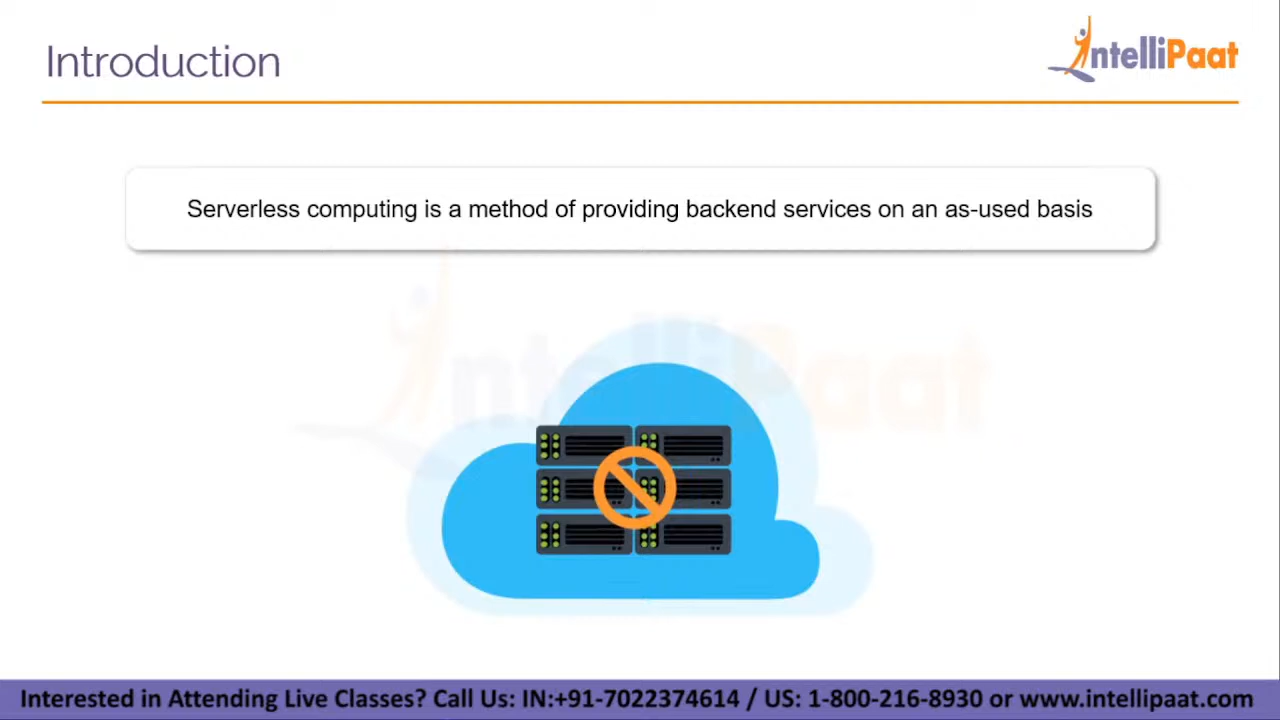 Introduction
IntelliPaat
Serverless computing is a method of providing backend services on an as-used basis
IntelliPaat
Interested in Attending Live Classes? Call Us: IN:+91-7022374614 / US: 1-800-216-8930 or www.intellipaat.com